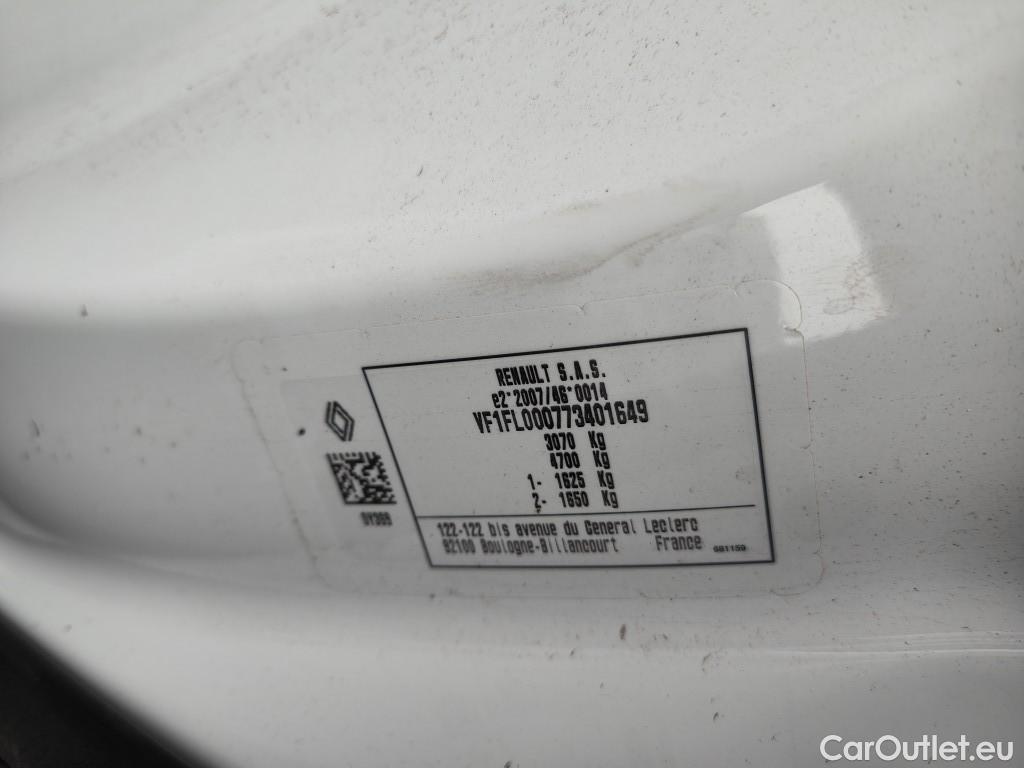 RENAULT S.A.S.
e2*2007/46*0014
VF1FL000773401649
3070 Kg
4700 Kg
1- 1625 Kg
2- 1650 Kg
122-122 bis avenue du General Leclerc
92100 Boulogne-Billancourt France
CarOutlet.eu